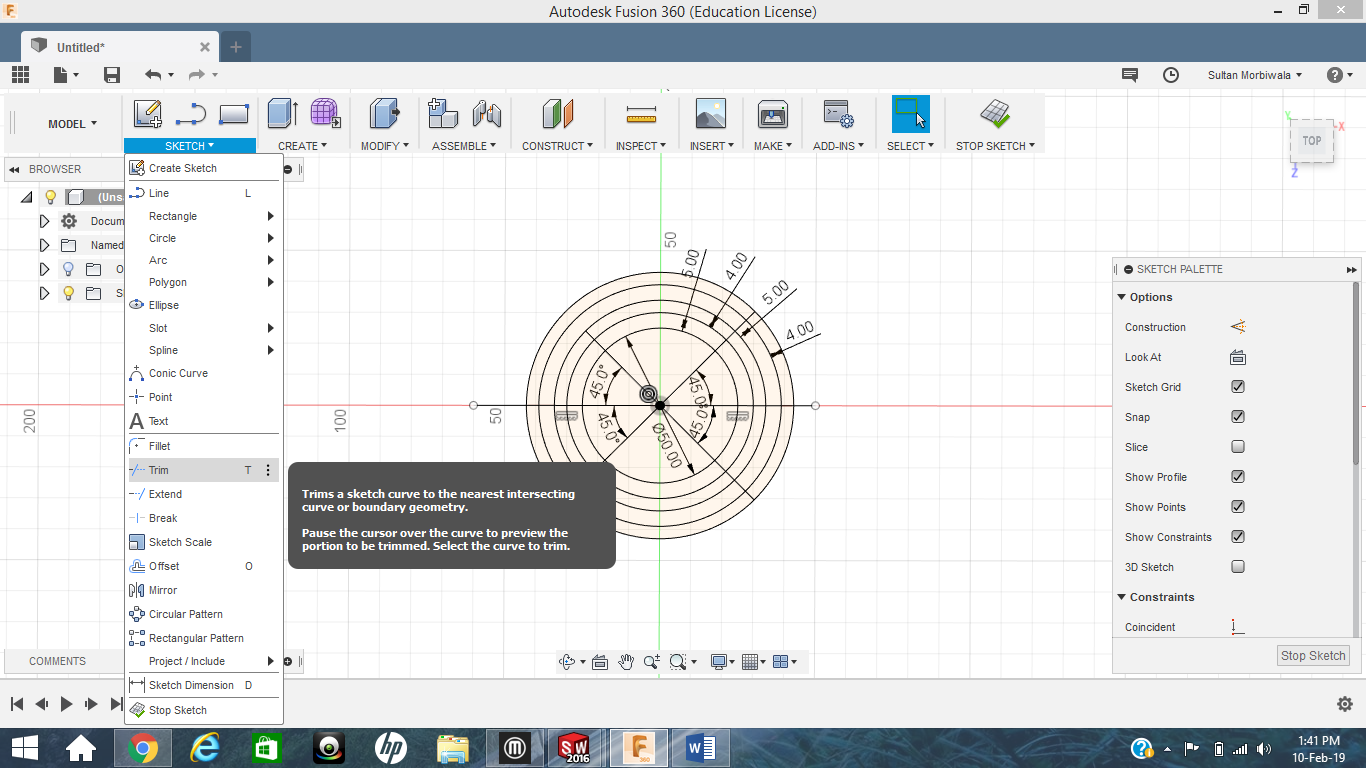 Autodesk Fusion 360 (Education License)
Untitled*
Sultan Morbiwala
MODEL
SKETCH
CREATE
MODIFY
ASSEMBLE
CONSTRUCT
INSPECT
INSERT
MAKE
ADD-INS
SELECT
STOP SKETCH
BROWSER
(Uns
Docum
Named
O
S
Create Sketch
Line L
Rectangle
Circle
Arc
Polygon
Ellipse
Slot
Spline
Conic Curve
Point
Text
Fillet
Trim T
Extend
Break
Sketch Scale
Offset O
Mirror
Circular Pattern
Rectangular Pattern
Project / Include
Sketch Dimension D
Stop Sketch
Trims a sketch curve to the nearest intersecting
curve or boundary geometry.
Pause the cursor over the curve to preview the
portion to be trimmed. Select the curve to trim.
200
100
50
50
5.00
4.00
5.00
4.00
45.0°
45.0°
45.0°
45.0°
Ø50.00
Y
X
TOP
Z
SKETCH PALETTE
Options
Construction
Look At
Sketch Grid
Snap
Slice
Show Profile
Show Points
Show Constraints
3D Sketch
Constraints
Coincident
Stop Sketch
COMMENTS
hp
SW
2016
1:41 PM
10-Feb-19